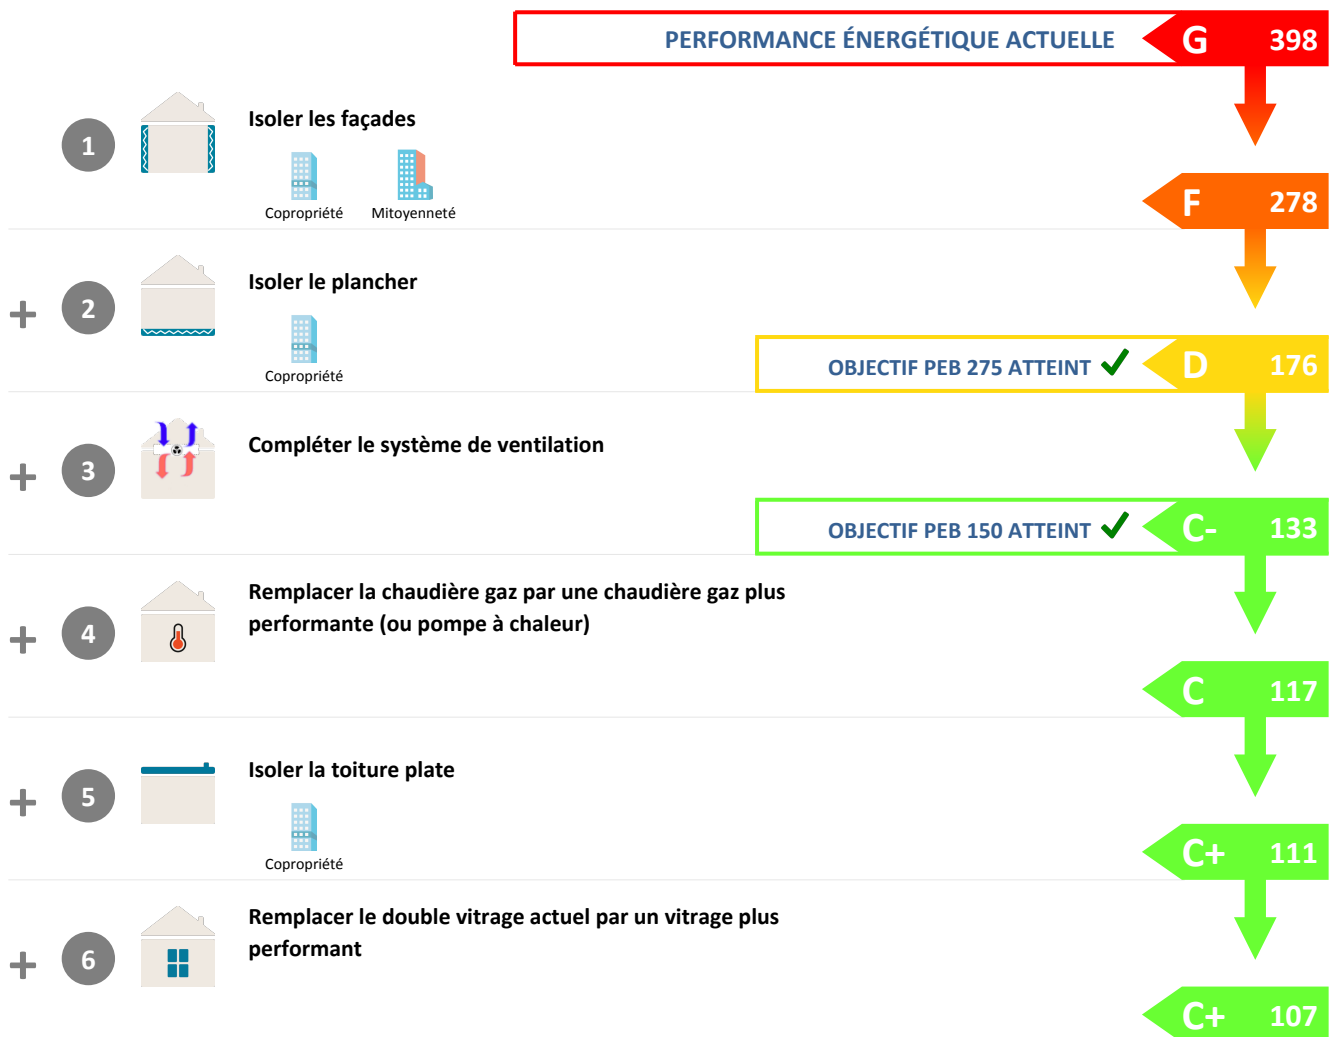 PERFORMANCE ÉNERGÉTIQUE ACTUELLE G 398
1 Isoler les façades
Copropriété Mitoyenneté
F 278
+ 2 Isoler le plancher
Copropriété
OBJECTIF PEB 275 ATTEINT D 176
+ 3 Compléter le système de ventilation
OBJECTIF PEB 150 ATTEINT C- 133
+ 4 Remplacer la chaudière gaz par une chaudière gaz plus
performante (ou pompe à chaleur)
C 117
+ 5 Isoler la toiture plate
Copropriété
C+ 111
+ 6 Remplacer le double vitrage actuel par un vitrage plus
performant
C+ 107